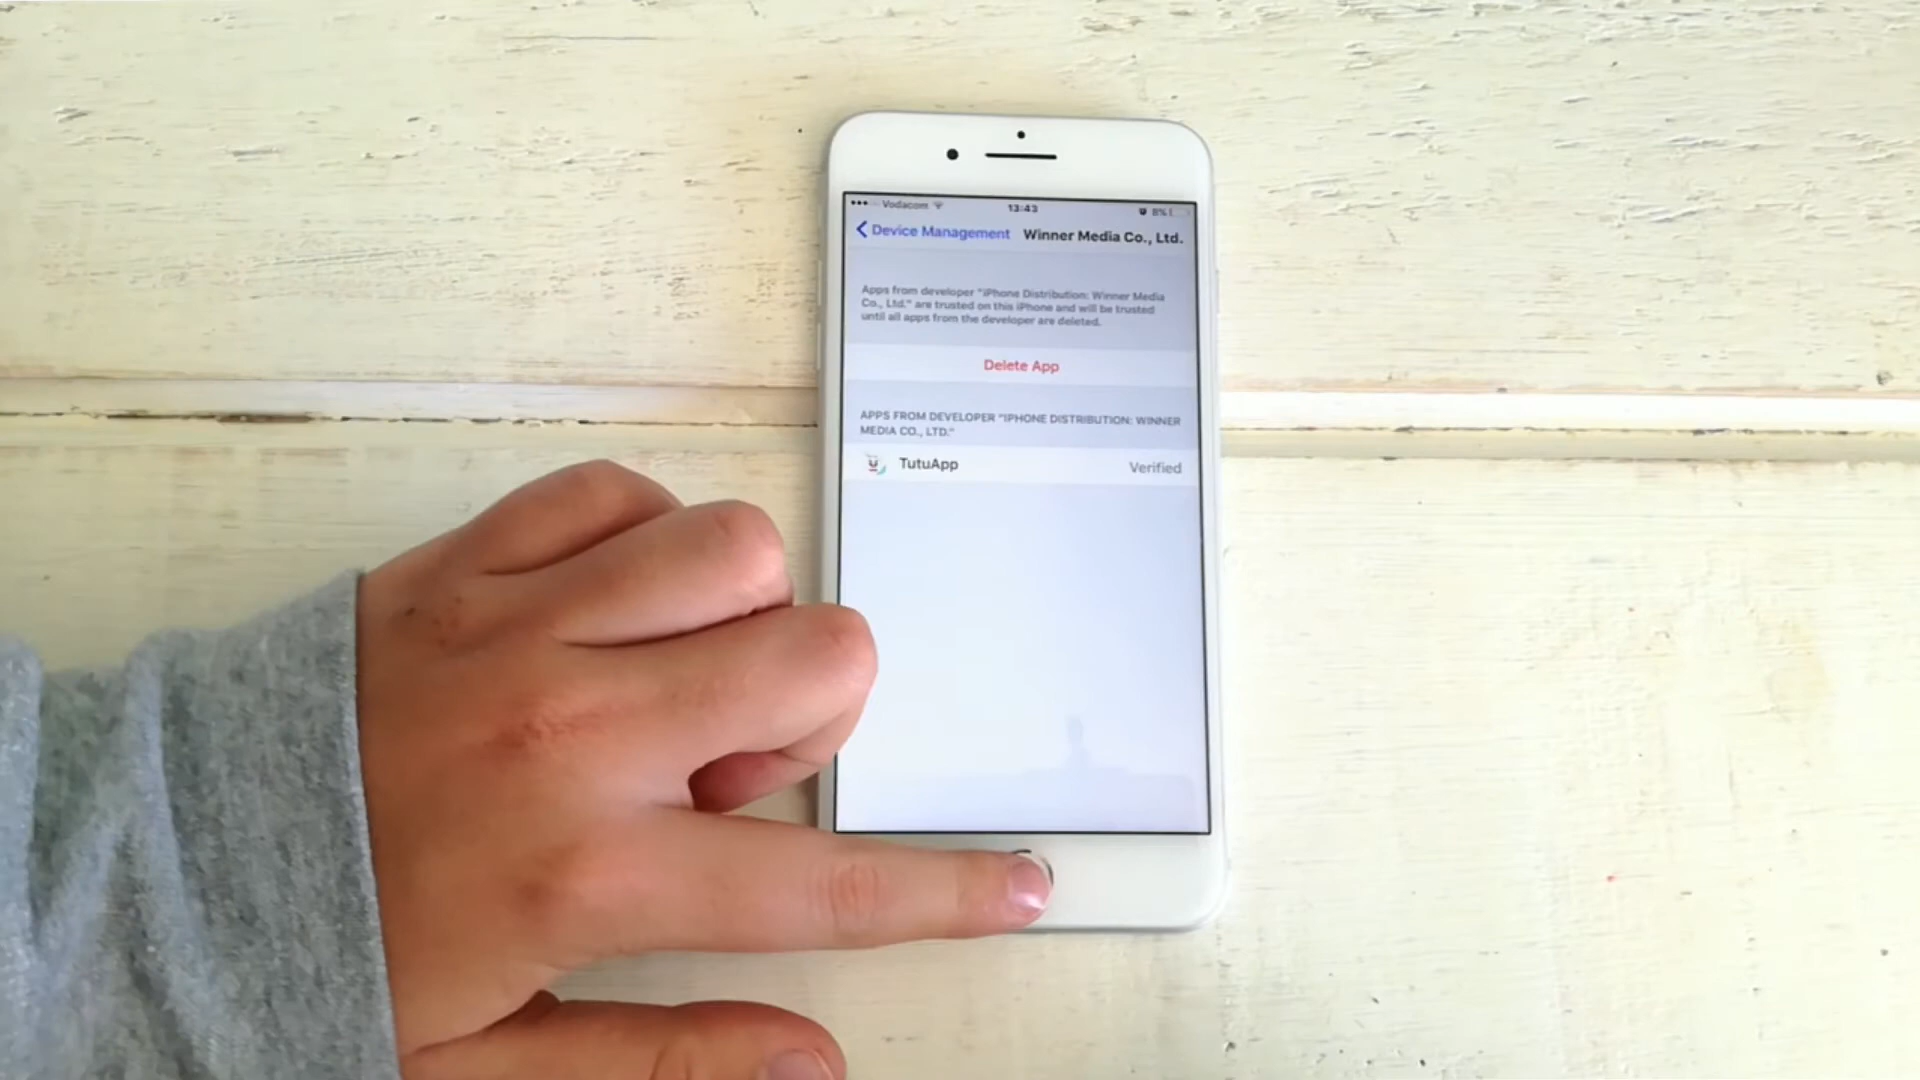 Vodacom 13:43 8%
Device Management Winner Media Co., Ltd.
Apps from developer "iPhone Distribution: Winner Media
Co., Ltd." are trusted on this iPhone and will be trusted
until all apps from the developer are deleted.
Delete App
APPS FROM DEVELOPER "IPHONE DISTRIBUTION: WINNER
MEDIA CO., LTD."
TutuApp Verified